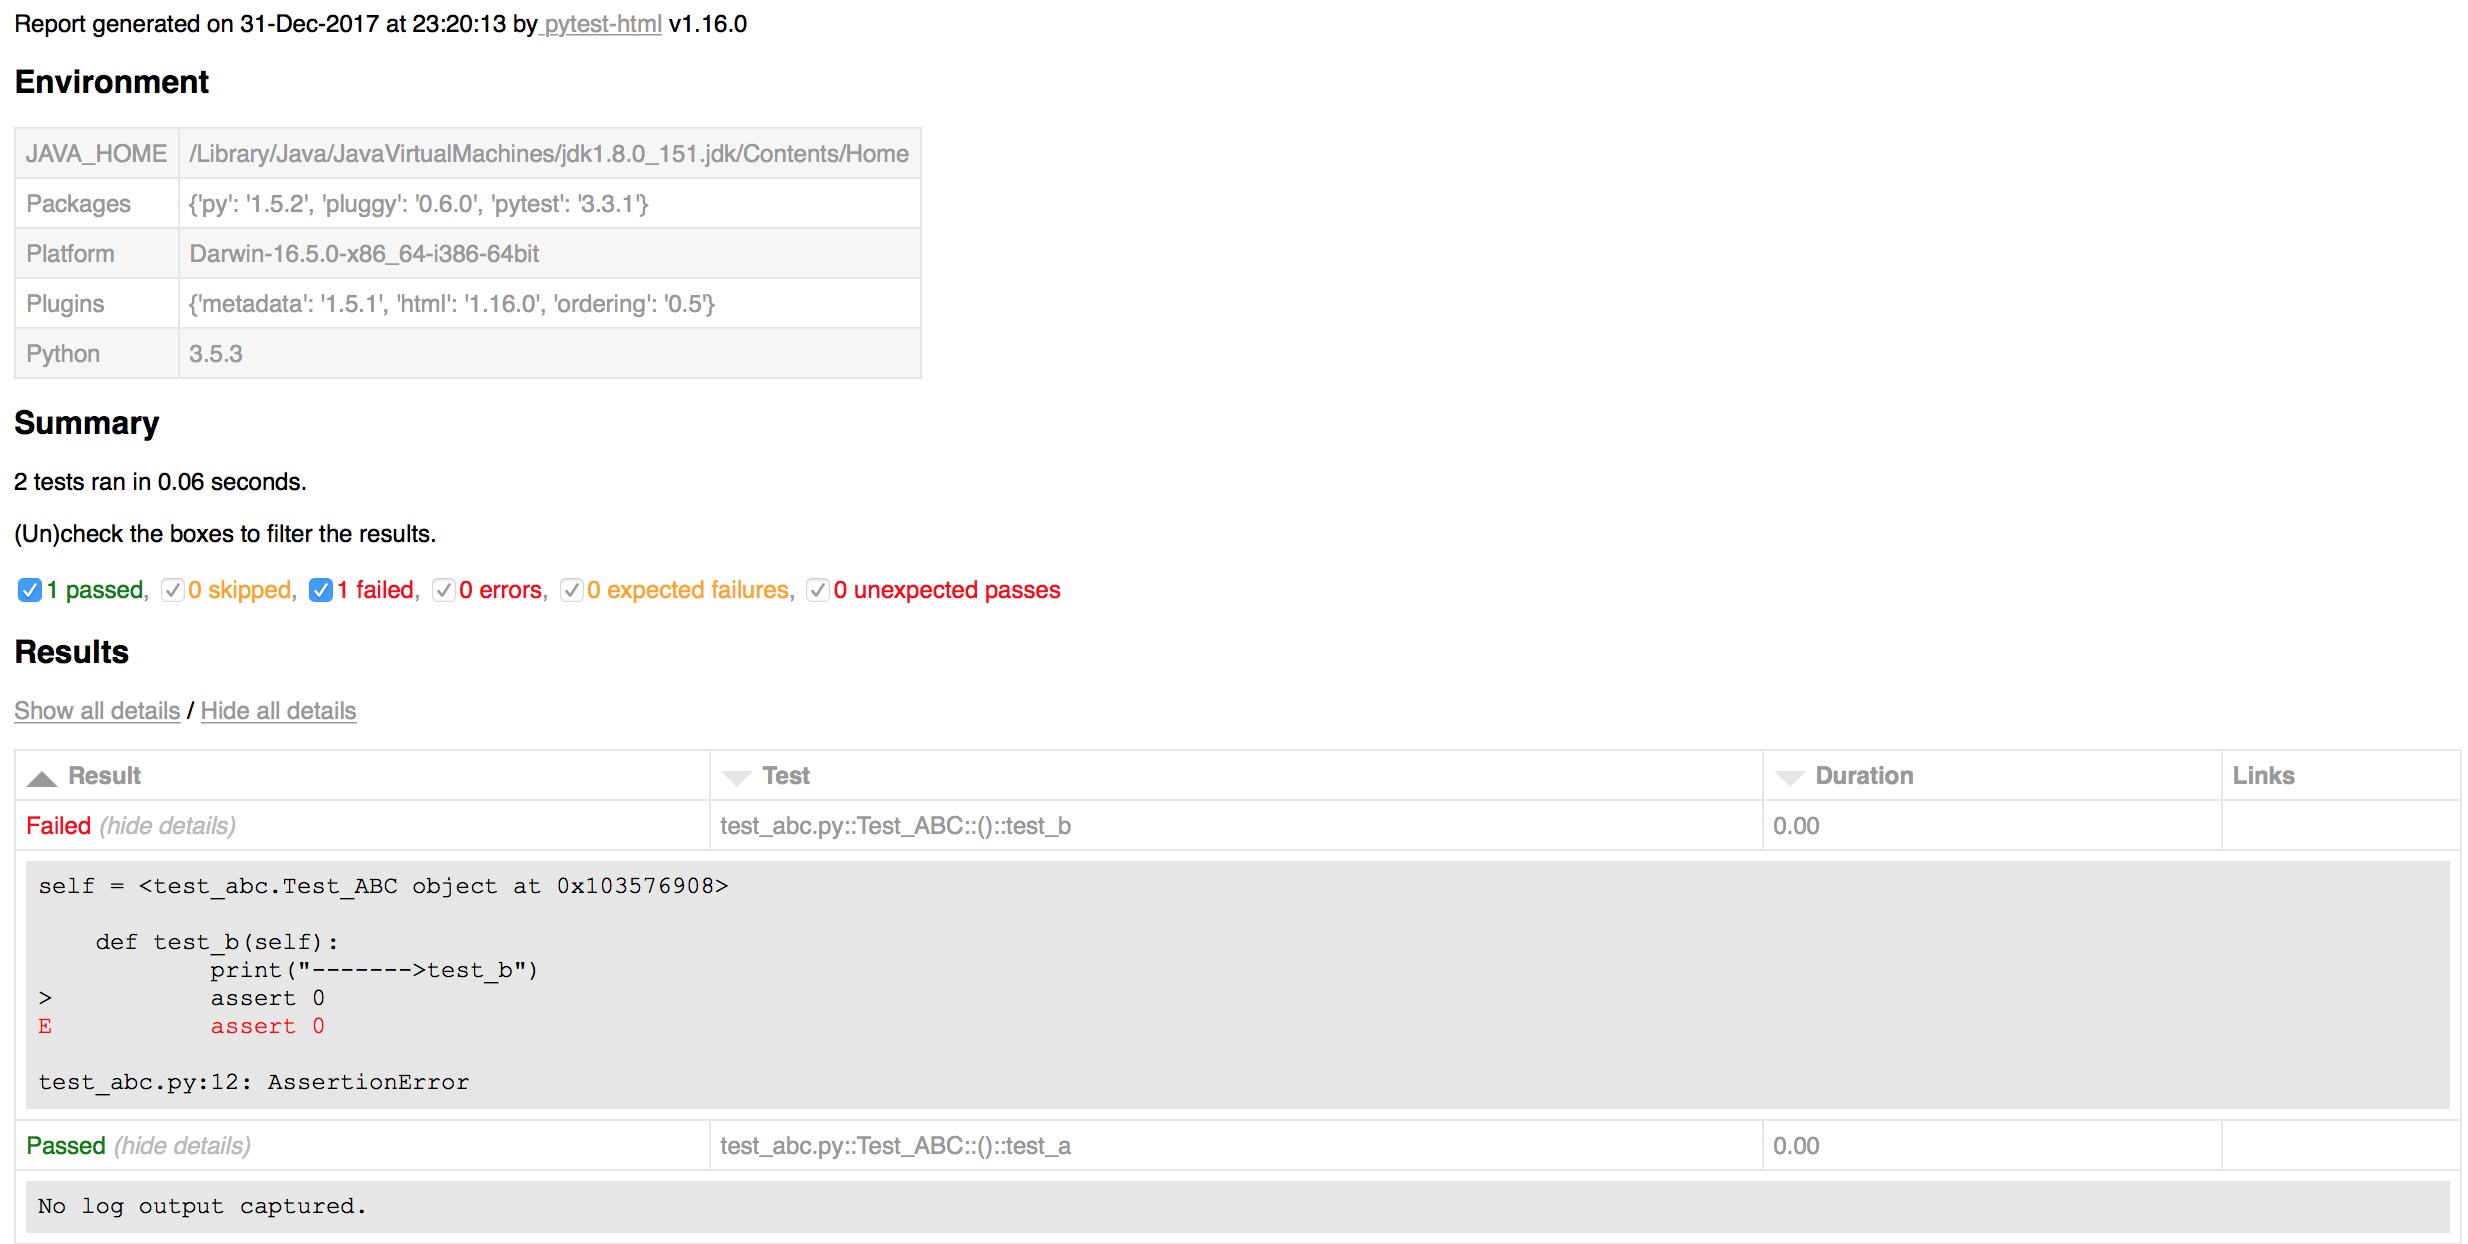 Report generated on 31-Dec-2017 at 23:20:13 by pytest-html v1.16.0
Environment
JAVA_HOME /Library/Java/JavaVirtualMachines/jdk1.8.0_151.jdk/Contents/Home
Packages {'py': '1.5.2', 'pluggy': '0.6.0', 'pytest': '3.3.1'}
Platform Darwin-16.5.0-x86_64-i386-64bit
Plugins {'metadata': '1.5.1', 'html': '1.16.0', 'ordering': '0.5'}
Python 3.5.3
Summary
2 tests ran in 0.06 seconds.
(Un)check the boxes to filter the results.
1 passed, 0 skipped, 1 failed, 0 errors, 0 expected failures, 0 unexpected passes
Results
Show all details / Hide all details
Result Test Duration Links
Failed (hide details) test_abc.py::Test_ABC::()::test_b 0.00
self = <test_abc.Test_ABC object at 0x103576908>
    def test_b(self):
            print("------->test_b")
>           assert 0
E           assert 0
test_abc.py:12: AssertionError
Passed (hide details) test_abc.py::Test_ABC::()::test_a 0.00
No log output captured.